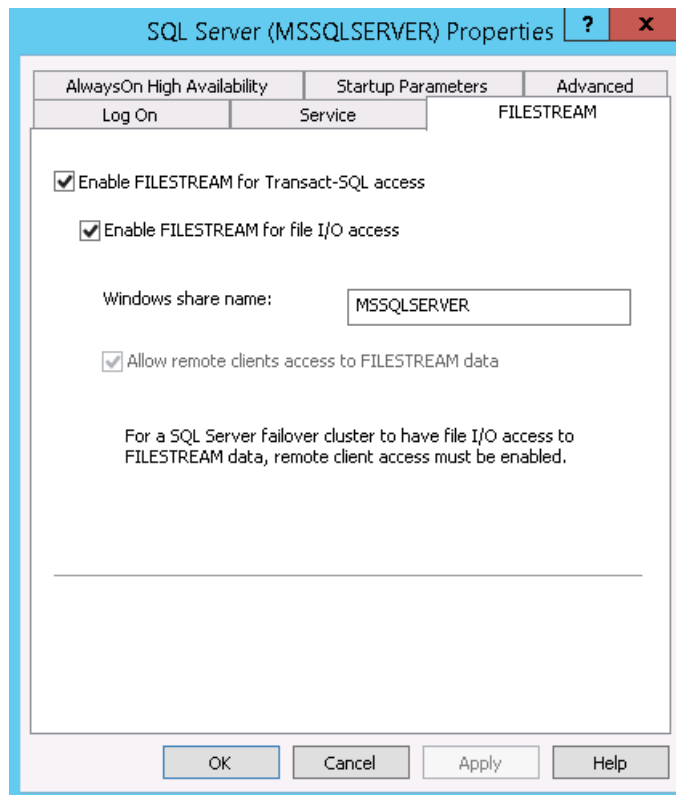 SQL Server (MSSQLSERVER) Properties ? x
AlwaysOn High Availability Startup Parameters Advanced
Log On Service FILESTREAM
Enable FILESTREAM for Transact-SQL access
Enable FILESTREAM for file I/O access
Windows share name: MSSQLSERVER
Allow remote clients access to FILESTREAM data
For a SQL Server failover cluster to have file I/O access to
FILESTREAM data, remote client access must be enabled.
OK Cancel Apply Help